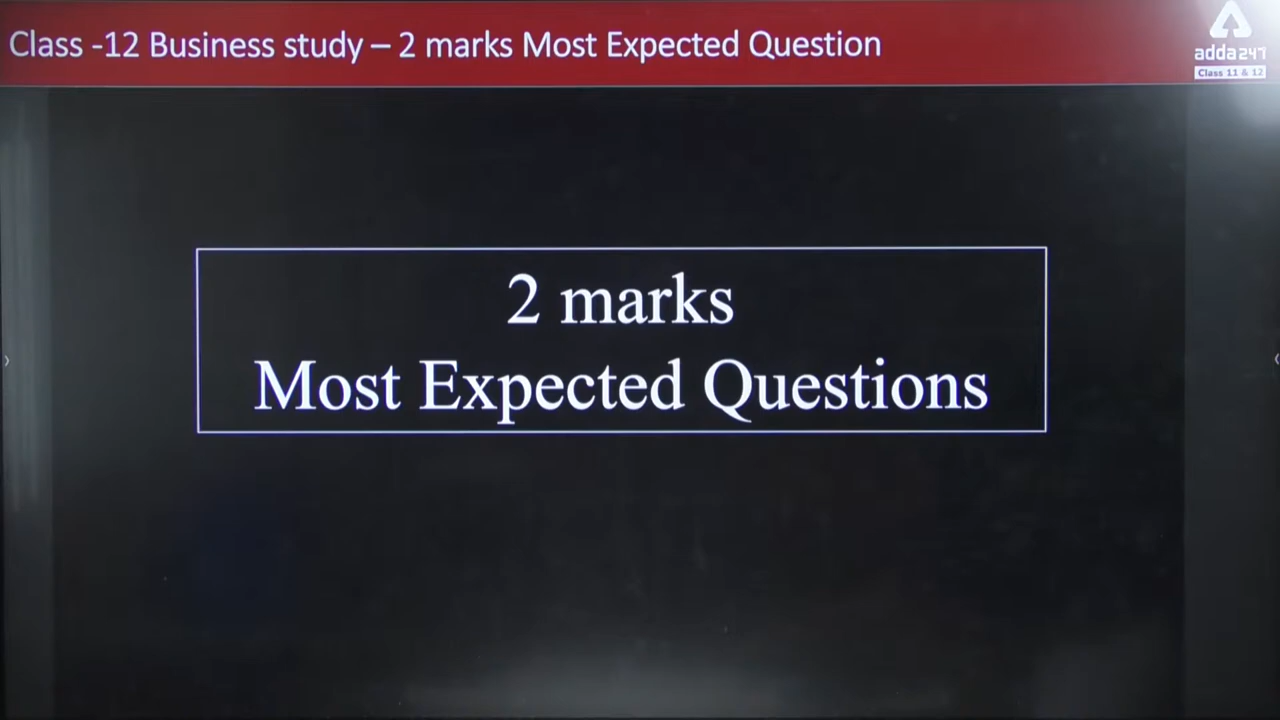 Class -12 Business study – 2 marks Most Expected Question
adda247
Class 11 & 12
2 marks
Most Expected Questions